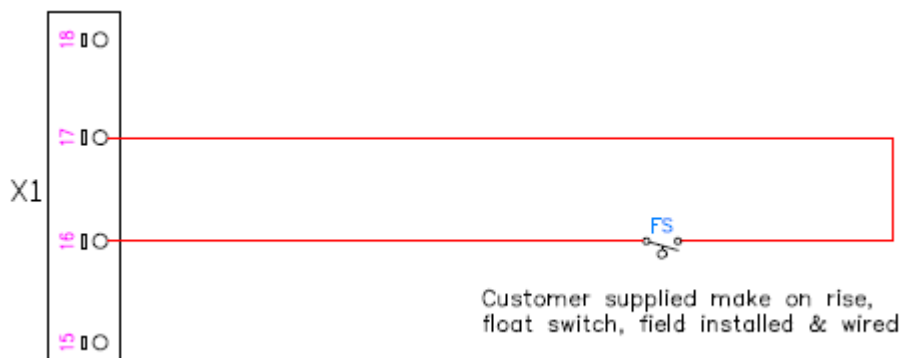 18
17
X1
16
FS
Customer supplied make on rise,
float switch, field installed & wired
15